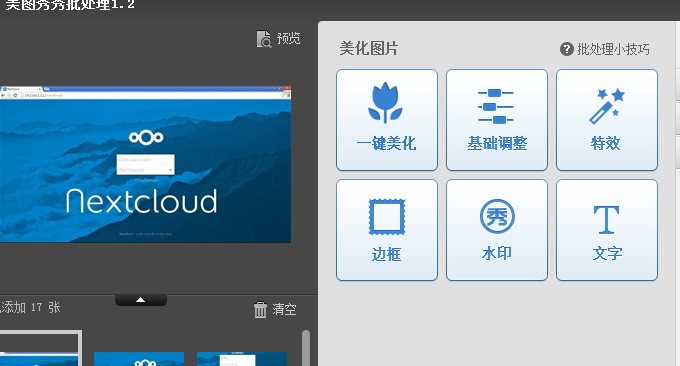 美图秀秀批处理1.2
预览
美化图片
? 批处理小技巧
一键美化
基础调整
特效
nextcloud
边框
秀
水印
T
文字
添加 17 张
清空